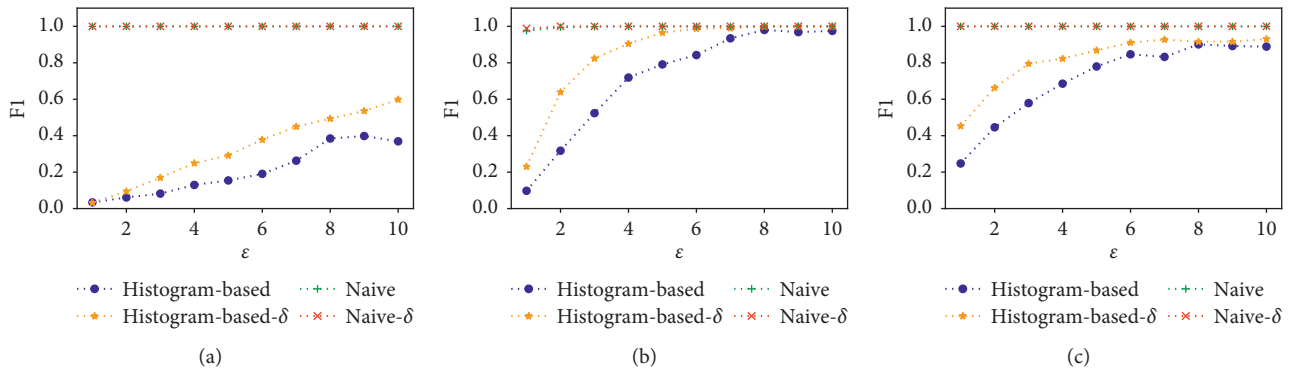 F1
1.0
0.8
0.6
0.4
0.2
0.0
2 4 6 8 10
ε
Histogram-based
Histogram-based-δ
Naive
Naive-δ
(a)
F1
1.0
0.8
0.6
0.4
0.2
0.0
2 4 6 8 10
ε
Histogram-based
Histogram-based-δ
Naive
Naive-δ
(b)
F1
1.0
0.8
0.6
0.4
0.2
0.0
2 4 6 8 10
ε
Histogram-based
Histogram-based-δ
Naive
Naive-δ
(c)